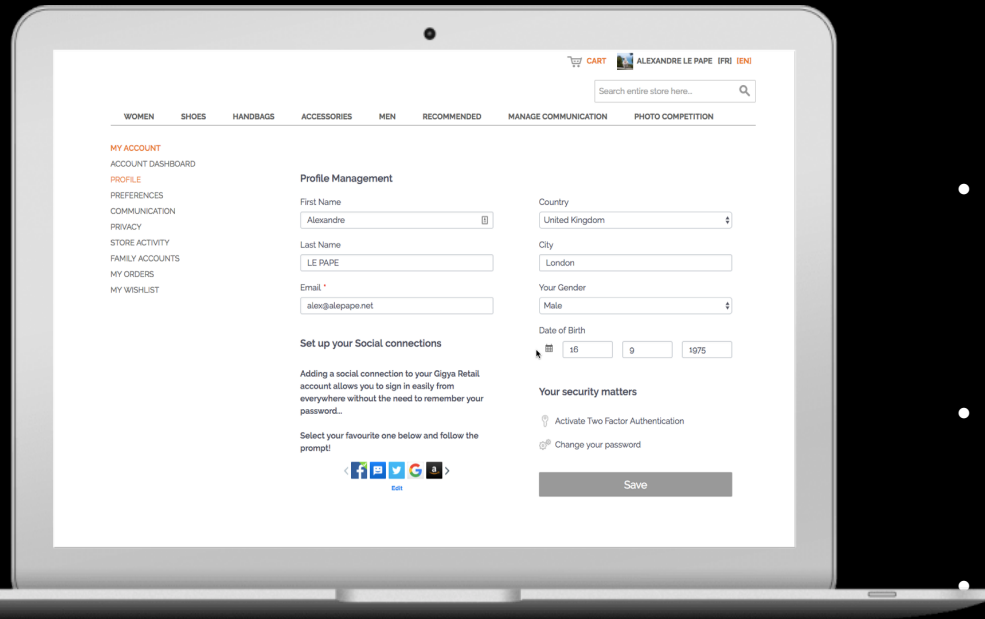 CART ALEXANDRE LE PAPE [FR] [EN]
Search entire store here...
WOMEN SHOES HANDBAGS ACCESSORIES MEN RECOMMENDED MANAGE COMMUNICATION PHOTO COMPETITION
MY ACCOUNT
ACCOUNT DASHBOARD
PROFILE
PREFERENCES
COMMUNICATION
PRIVACY
STORE ACTIVITY
FAMILY ACCOUNTS
MY ORDERS
MY WISHLIST
Profile Management
First Name
Alexandre
Last Name
LE PAPE
Email *
alex@alepape.net
Set up your Social connections
Adding a social connection to your Gigya Retail
account allows you to sign in easily from
everywhere without the need to remember your
password...
Select your favourite one below and follow the
prompt!
Edit
Country
United Kingdom
City
London
Your Gender
Male
Date of Birth
16 9 1975
Your security matters
Activate Two Factor Authentication
Change your password
Save